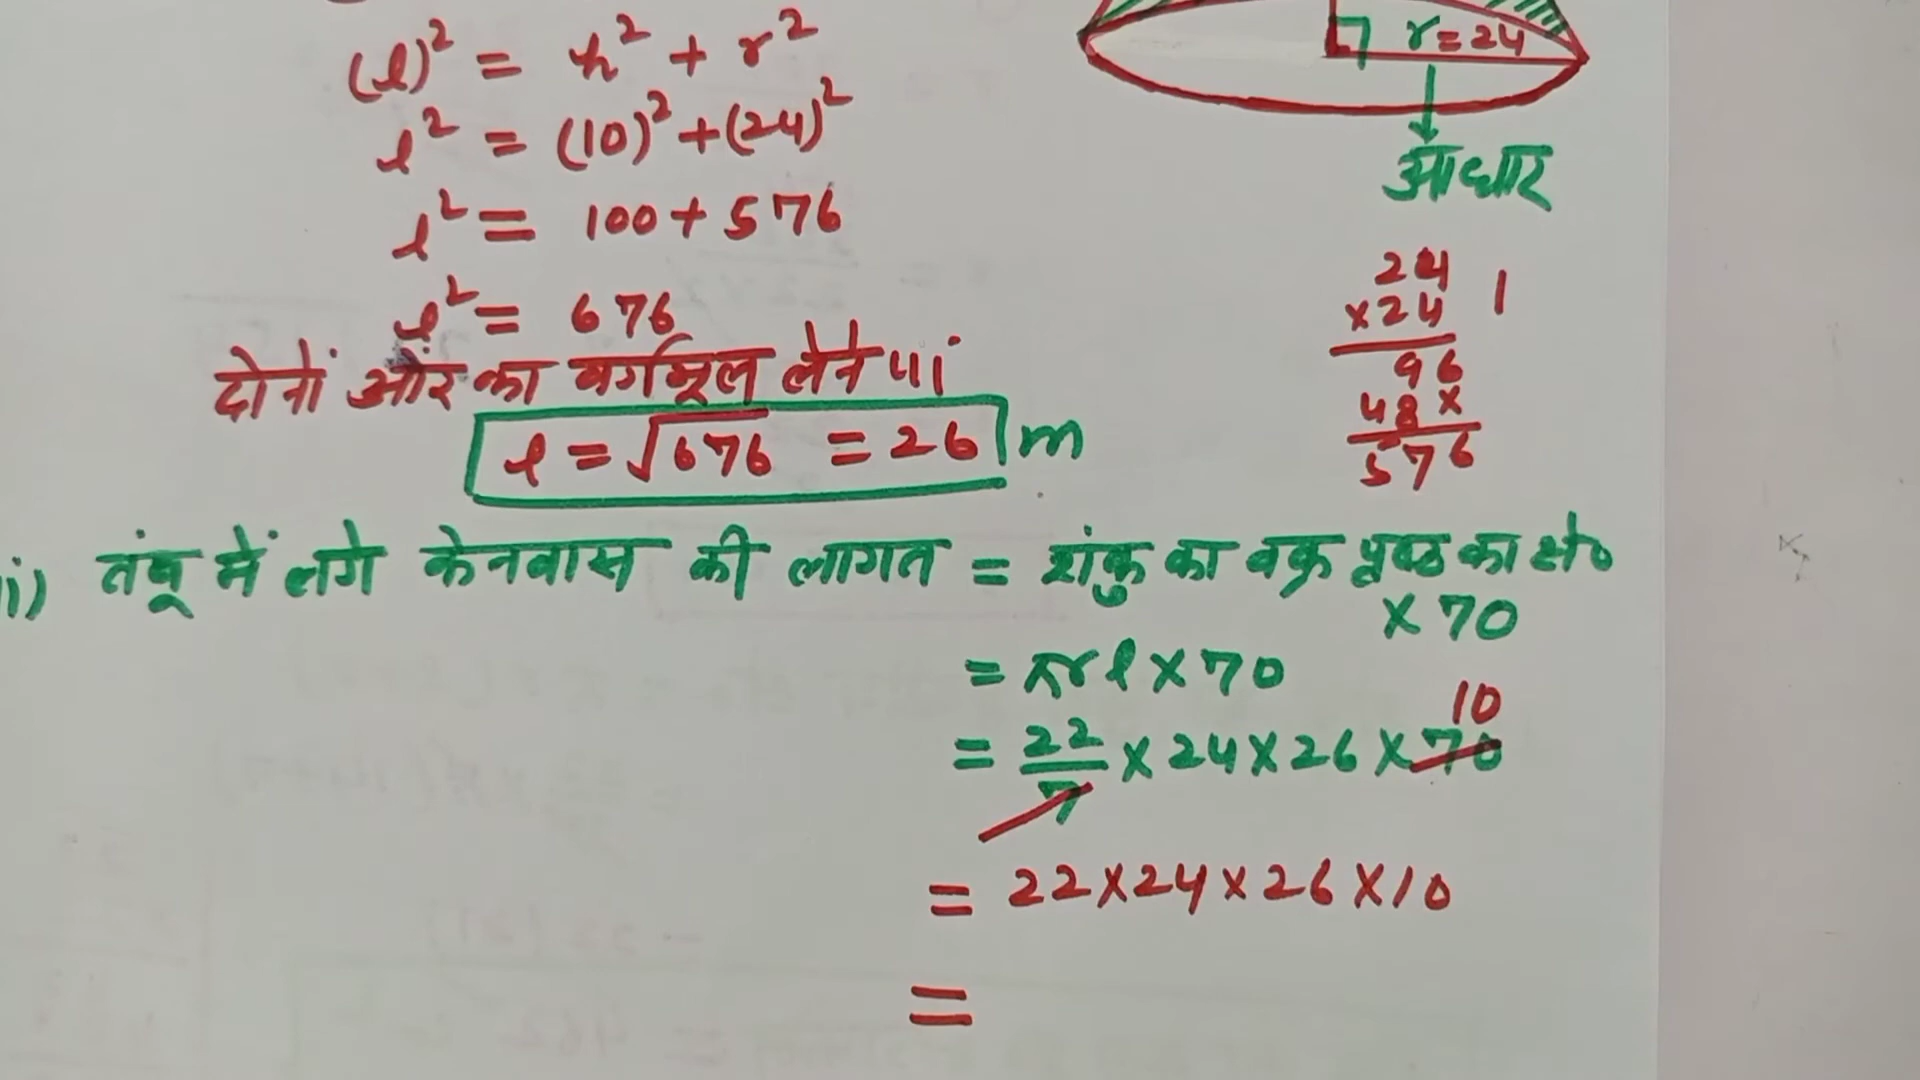 (l)² = h² + r²
r = 24
l² = (10)² + (24)²
आधार
l² = 100 + 576
l² = 676
दोनों ओर का वर्गमूल लेने पर
l = √676 = 26 m
24
×24 1
96
48×
576
i) तंबू में लगे केनवास की लागत = शंकु का वक्र पृष्ठ का क्षे०
× 70
= πrl × 70
10
= 22/7 × 24 × 26 × 70
= 22 × 24 × 26 × 10
=